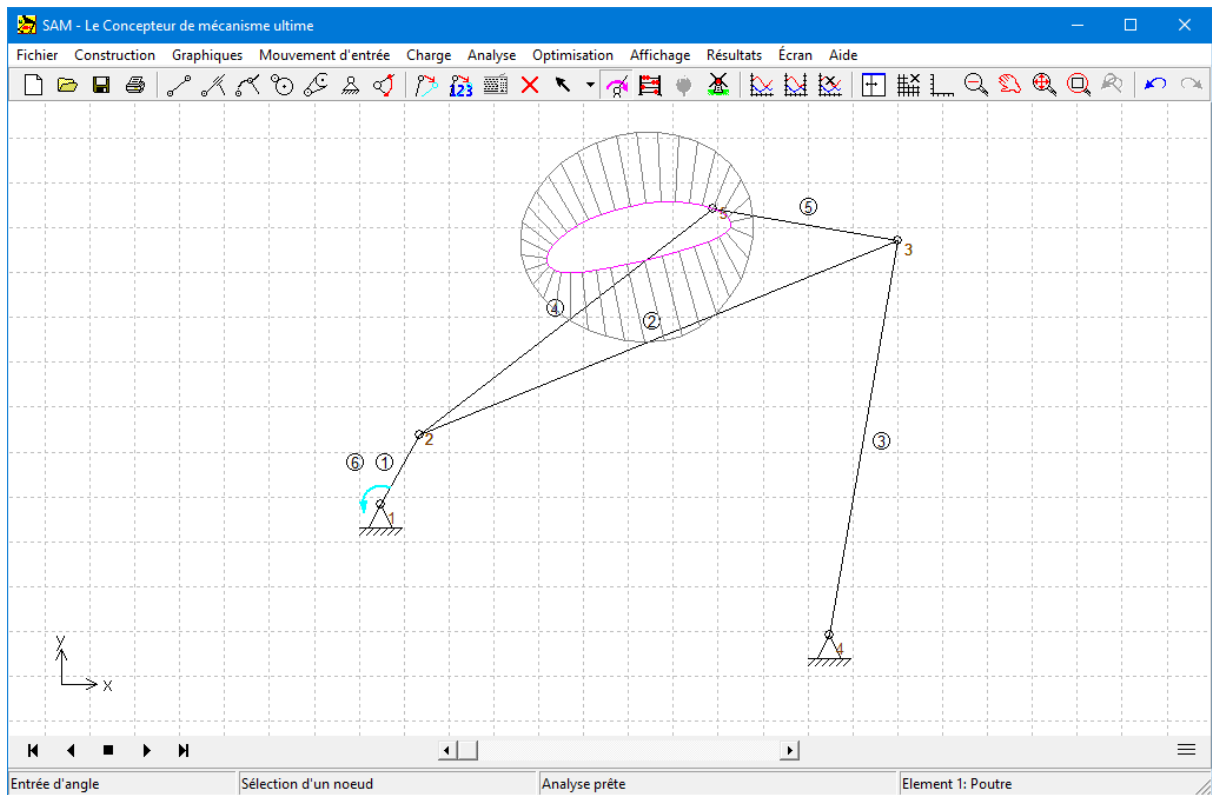 SAM - Le Concepteur de mécanisme ultime
Fichier Construction Graphiques Mouvement d'entrée Charge Analyse Optimisation Affichage Résultats Écran Aide
123
5
⑤
3
④
②
2
③
⑥ ①
1
4
y
x
Entrée d'angle Sélection d'un noeud Analyse prête Element 1: Poutre